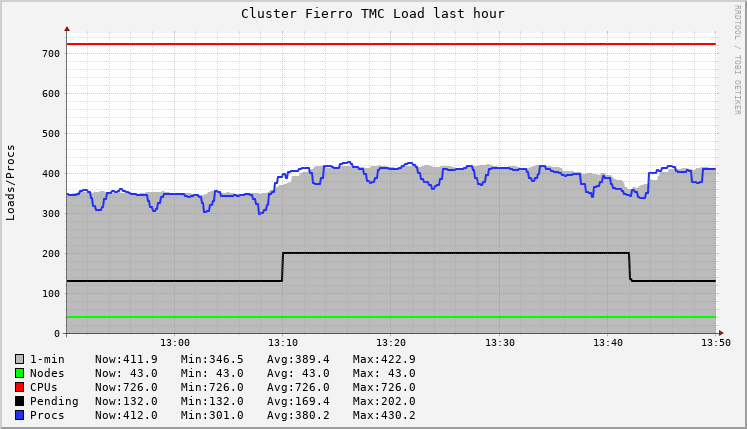 Cluster Fierro TMC Load last hour
RRDTOOL / TOBI OETIKER
Loads/Procs
700
600
500
400
300
200
100
0
13:00 13:10 13:20 13:30 13:40 13:50
1-min Now:411.9 Min:346.5 Avg:389.4 Max:422.9
Nodes Now: 43.0 Min: 43.0 Avg: 43.0 Max: 43.0
CPUs Now:726.0 Min:726.0 Avg:726.0 Max:726.0
Pending Now:132.0 Min:132.0 Avg:169.4 Max:202.0
Procs Now:412.0 Min:301.0 Avg:380.2 Max:430.2